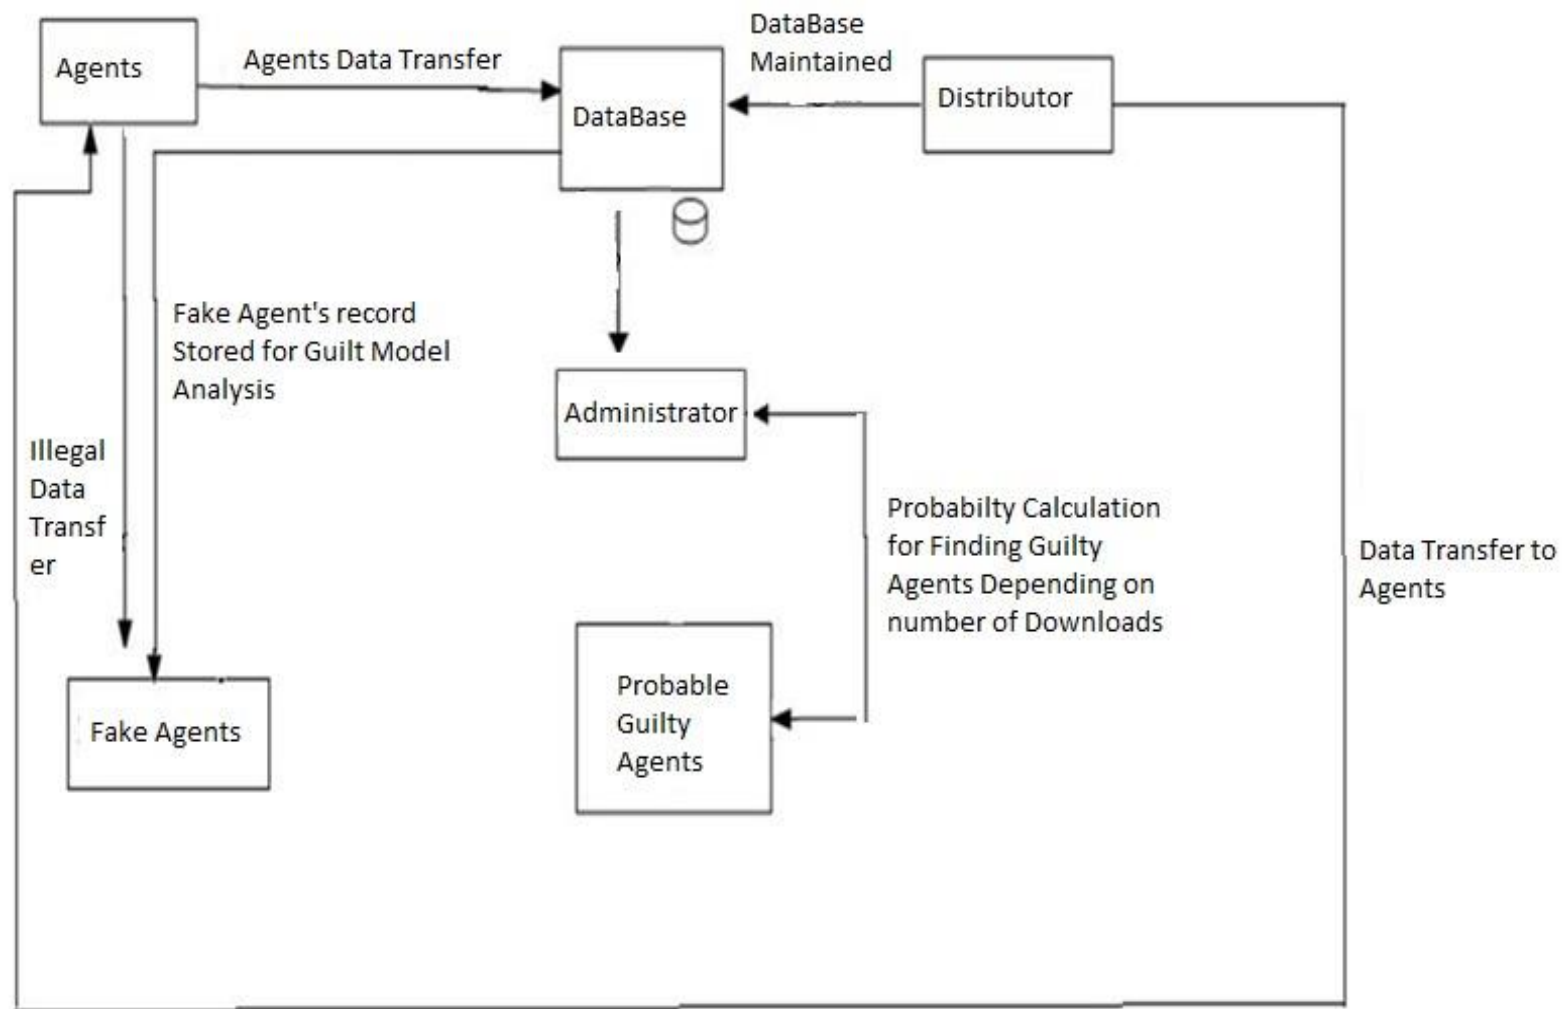 Agents
Agents Data Transfer
DataBase
DataBase
Maintained
Distributor
Fake Agent's record
Stored for Guilt Model
Analysis
Illegal
Data
Transf
er
Administrator
Probabilty Calculation
for Finding Guilty
Agents Depending on
number of Downloads
Data Transfer to
Agents
Fake Agents
Probable
Guilty
Agents